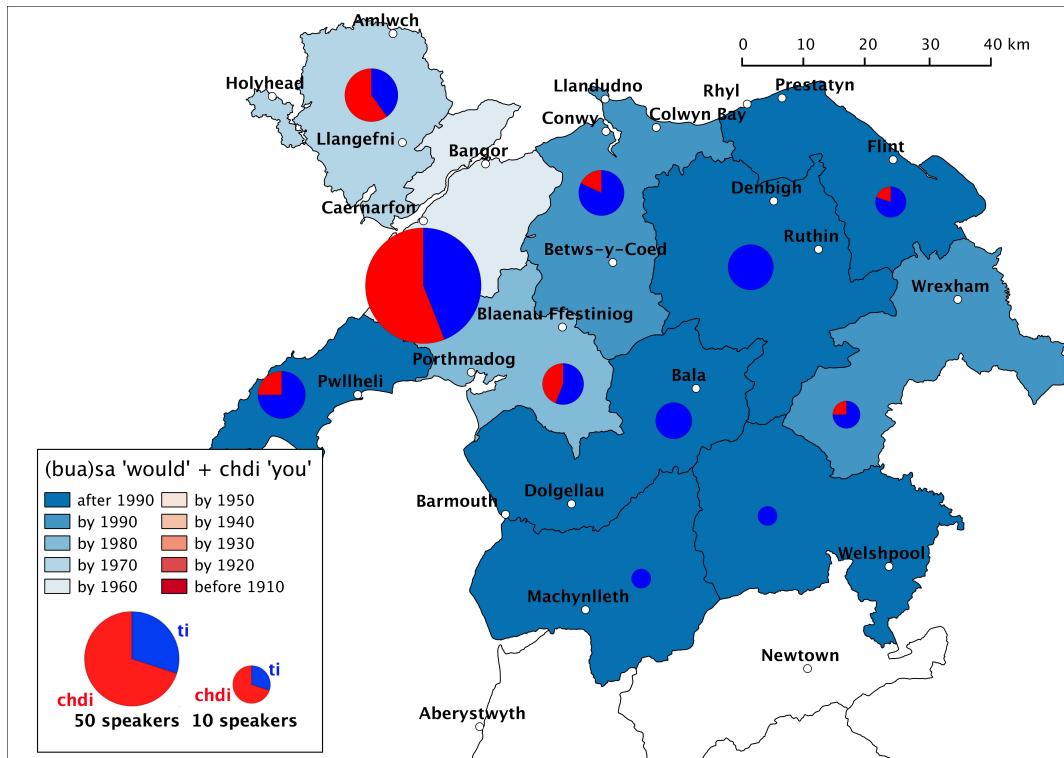 Amlwch
0 10 20 30 40 km
Holyhead
Llandudno
Rhyl
Prestatyn
Conwy
Colwyn Bay
Llangefni
Bangor
Flint
Denbigh
Caernarfon
Ruthin
Betws-y-Coed
Wrexham
Blaenau Ffestiniog
Porthmadog
Pwllheli
Bala
(bua)sa 'would' + chdi 'you'
after 1990
by 1990
by 1980
by 1970
by 1960
by 1950
by 1940
by 1930
by 1920
before 1910
ti
chdi
50 speakers
ti
chdi
10 speakers
Barmouth
Dolgellau
Welshpool
Machynlleth
Newtown
Aberystwyth